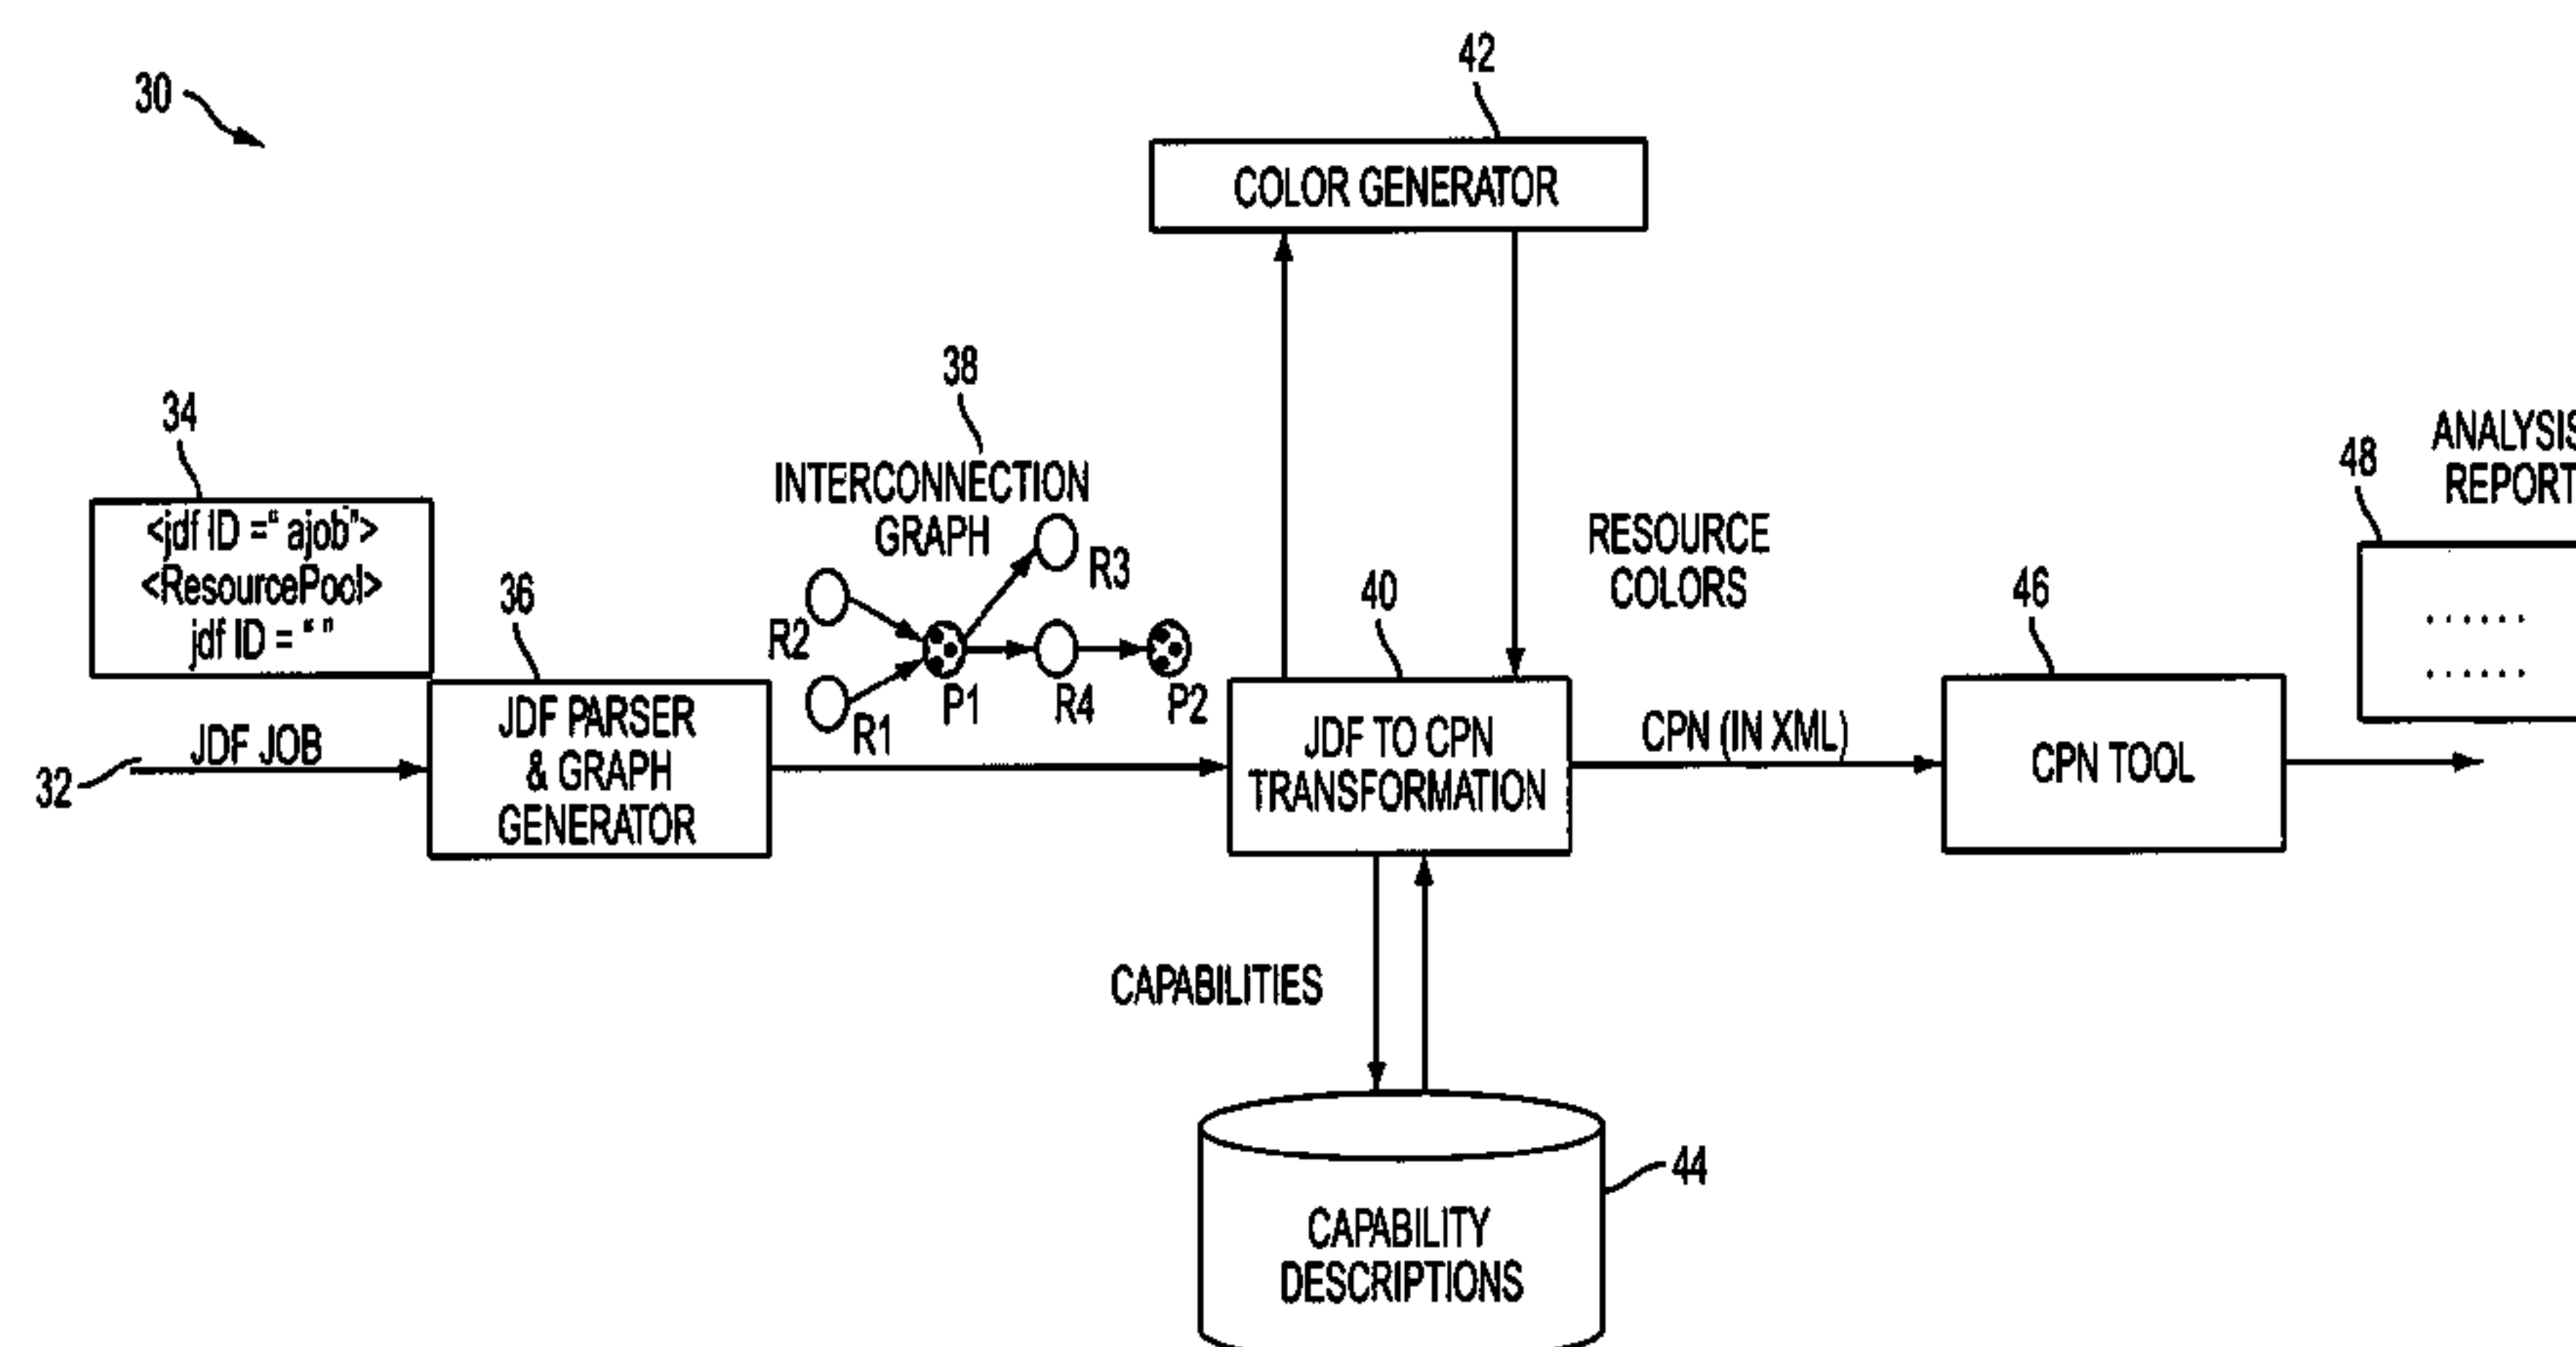 30
42
COLOR GENERATOR
38
INTERCONNECTION
GRAPH
34
<jdf ID =“ ajob”>
<ResourcePool>
jdf ID = “ ”
36
R2
R1
P1
R3
R4
P2
32
JDF JOB
JDF PARSER
& GRAPH
GENERATOR
RESOURCE
COLORS
40
JDF TO CPN
TRANSFORMATION
CPN (IN XML)
46
CPN TOOL
48
ANALYSIS
REPORT
......
......
CAPABILITIES
44
CAPABILITY
DESCRIPTIONS